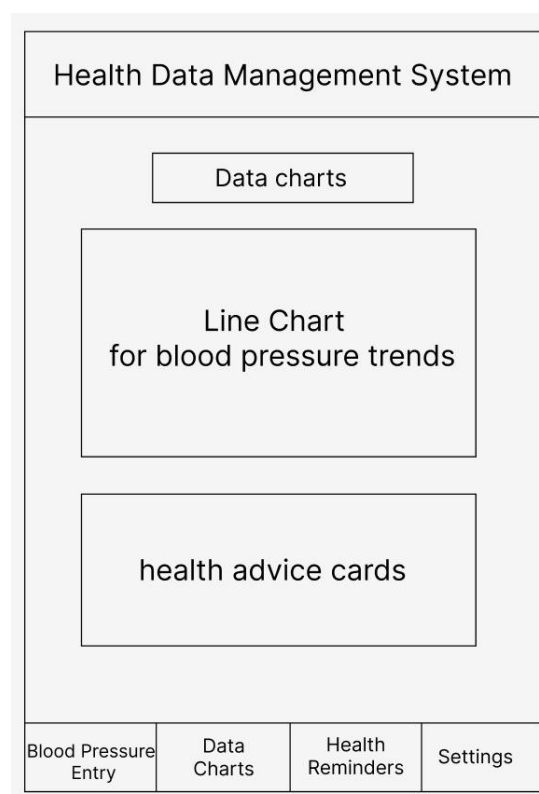 Health Data Management System
Data charts
Line Chart
for blood pressure trends
health advice cards
Blood Pressure
Entry
Data
Charts
Health
Reminders
Settings